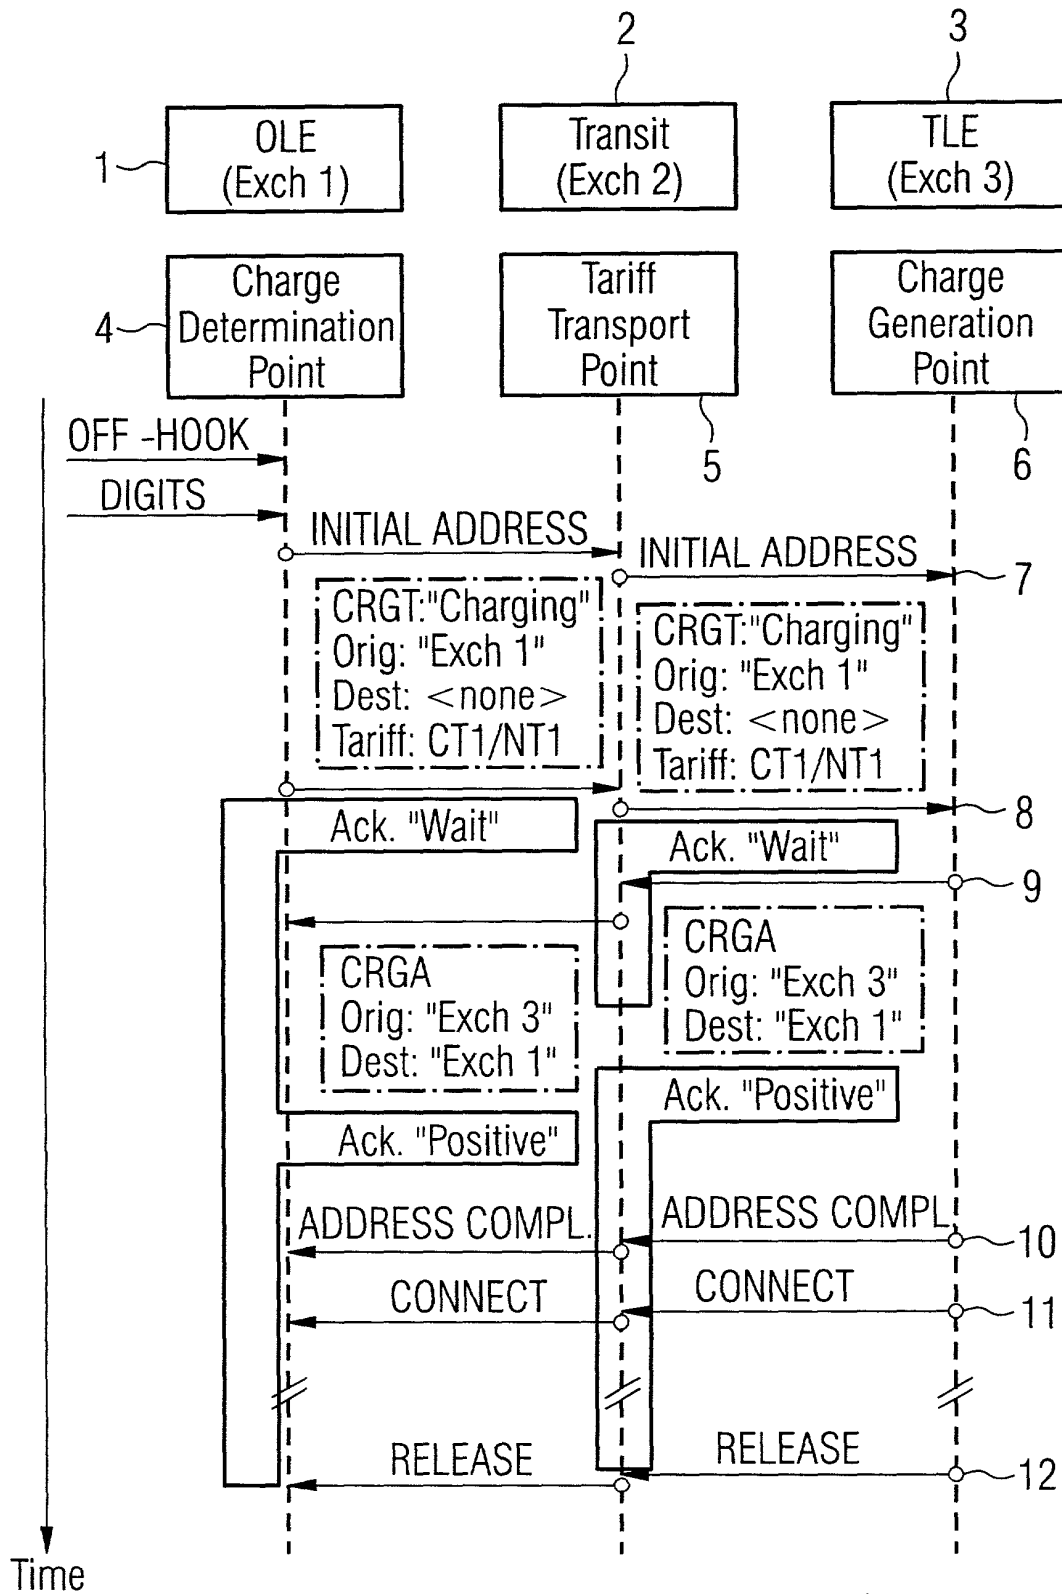 2
3
1
OLE
(Exch 1)
Transit
(Exch 2)
TLE
(Exch 3)
4
Charge
Determination
Point
Tariff
Transport
Point
Charge
Generation
Point
5
6
OFF -HOOK
DIGITS
INITIAL ADDRESS
INITIAL ADDRESS
7
CRGT:"Charging"
Orig: "Exch 1"
Dest: <none>
Tariff: CT1/NT1
CRGT:"Charging"
Orig: "Exch 1"
Dest: <none>
Tariff: CT1/NT1
8
Ack. "Wait"
Ack. "Wait"
9
CRGA
Orig: "Exch 3"
Dest: "Exch 1"
CRGA
Orig: "Exch 3"
Dest: "Exch 1"
Ack. "Positive"
Ack. "Positive"
ADDRESS COMPL.
ADDRESS COMPL.
10
CONNECT
CONNECT
11
RELEASE
RELEASE
12
Time